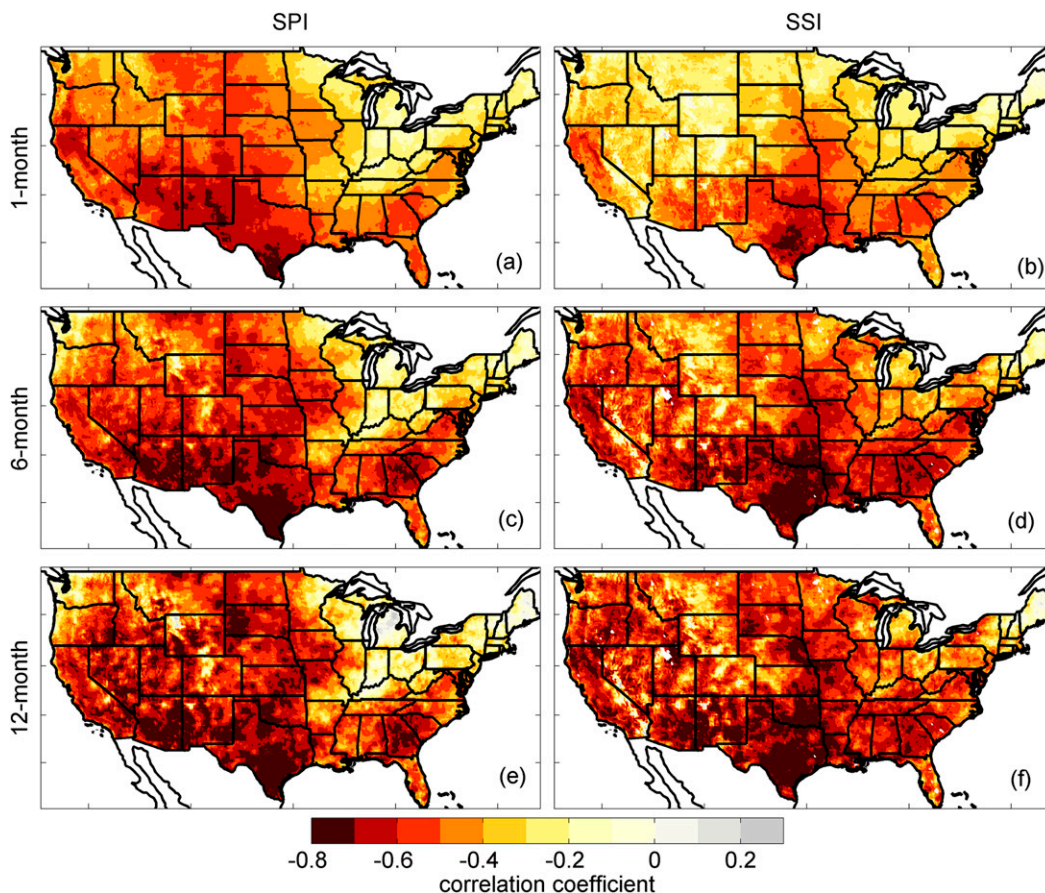 SPI SSI
1-month
(a) (b)
6-month
(c) (d)
12-month
(e) (f)
-0.8 -0.6 -0.4 -0.2 0 0.2
correlation coefficient